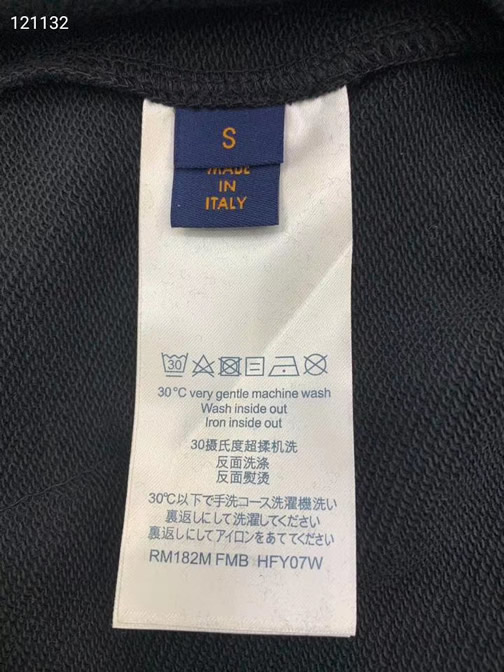 121132
S
MADE
IN
ITALY
30
30°C very gentle machine wash
Wash inside out
Iron inside out
30摄氏度超揉机洗
反面洗涤
反面熨烫
30℃以下で手洗コース洗濯機洗い
裏返しにして洗濯してください
裏返しにしてアイロンをあててください
RM182M FMB HFY07W